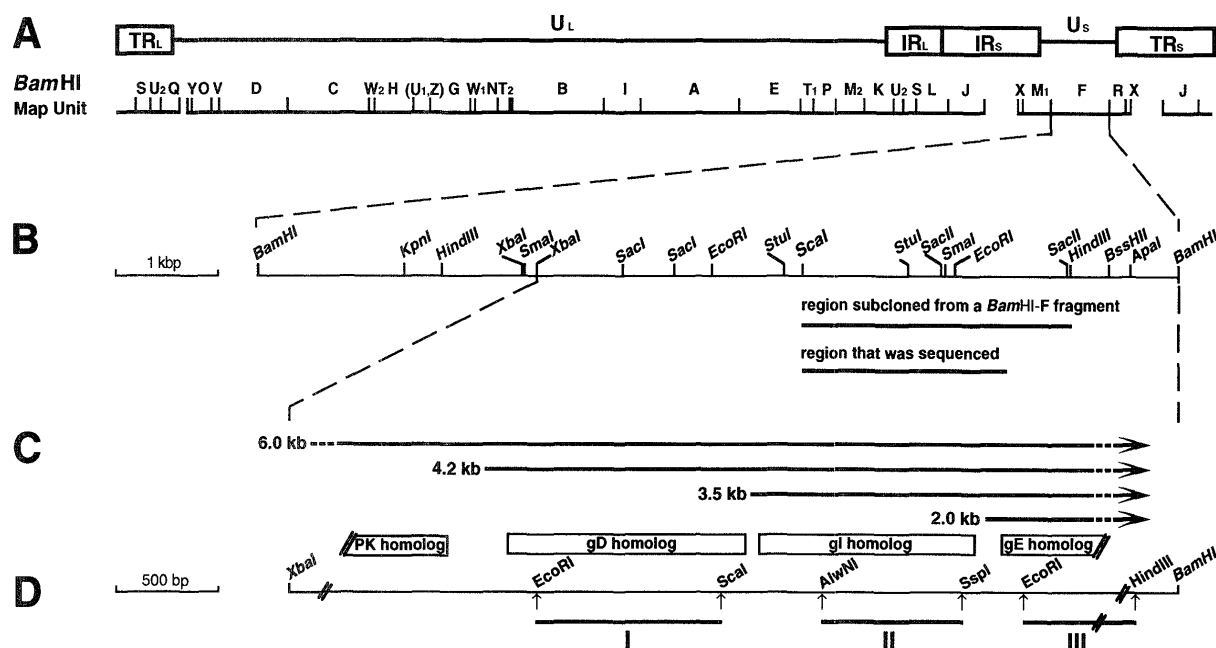 A
TRL
UL
IRL
IRS
US
TRS
BamHI
Map Unit
S U2 Q Y O V D C W2 H (U1,Z) G W1 N T2 B I A E T1 P M2 K U2 S L J X M1 F R X J
B
1 kbp
BamHI KpnI HindIII XbaI SmaI XbaI SacI SacI EcoRI StuI ScaI StuI SacII SmaI EcoRI SacII HindIII BssHII ApaI BamHI
region subcloned from a BamHI-F fragment
region that was sequenced
C
6.0 kb
4.2 kb
3.5 kb
2.0 kb
PK homolog
gD homolog
gI homolog
gE homolog
D
500 bp
XbaI EcoRI ScaI AlwNI SspI EcoRI HindIII BamHI
I II III